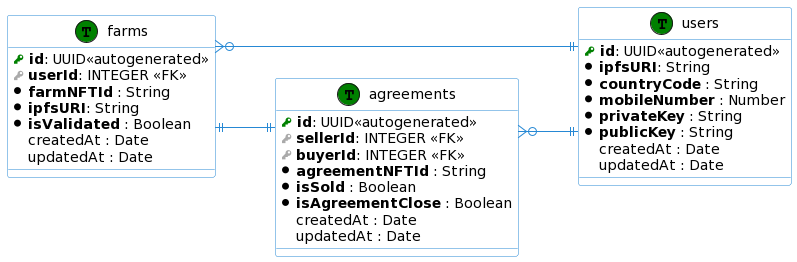 T farms
id: UUID«autogenerated»
userId: INTEGER «FK»
farmNFTId : String
ipfsURI: String
isValidated : Boolean
createdAt : Date
updatedAt : Date
T agreements
id: UUID«autogenerated»
sellerId: INTEGER «FK»
buyerId: INTEGER «FK»
agreementNFTId : String
isSold : Boolean
isAgreementClose : Boolean
createdAt : Date
updatedAt : Date
T users
id: UUID«autogenerated»
ipfsURI: String
countryCode : String
mobileNumber : Number
privateKey : String
publicKey : String
createdAt : Date
updatedAt : Date